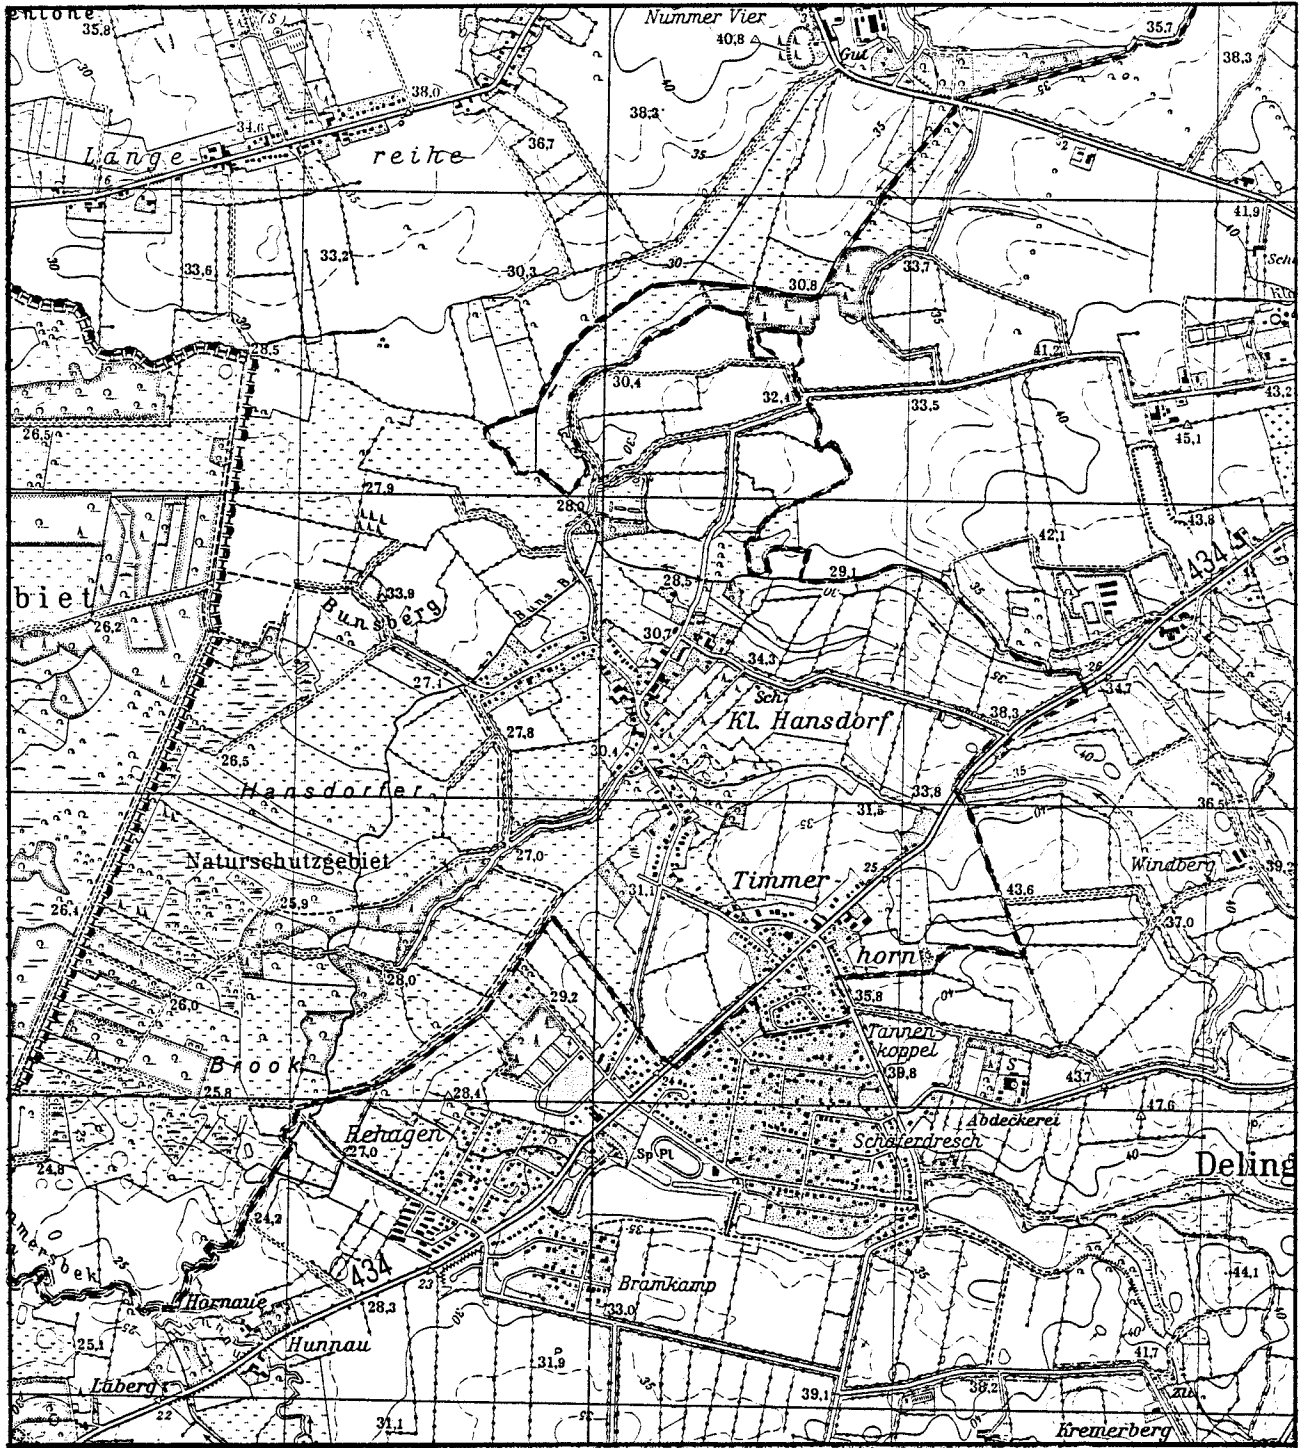 35,8
(S)
Nummer Vier
40,8
Gut
35,7
38,3
38,0
34,6
38,2
36,7
35
Lange reihe
41,9
33,6
33,2
30,3
30
33,7
30,8
28,5
41,2
30,4
32,4
33,5
43,2
26,5
45,1
27,9
28,0
43,8
42,1
434
29,1
28,5
biet
33,9
Bunsberg
26,2
30,7
34,3
26
34,7
27,1
Sch.
38,3
Kl. Hansdorf
27,8
30,4
26,5
Hansdorfer
33,8
31,5
36,5
Naturschutzgebiet
27,0
25
Windberg
39,2
Timmer
31,1
43,6
25,9
26,4
37,0
horn
28,0
29,2
35,8
26,0
Tannen
koppel
Brook
39,8
S
43,7
25,8
28,4
24
47,6
Abdeckerei
Rehagen
Schäferdresch
27,0
Sp.Pl.
24,8
Deling
24,2
434
23
44,1
Bramkamp
Hornaue
28,3
33,0
Hunnau
25,1
31,9
41,7
Lüberg
39,1
38,2
22
31,1
Kremerberg